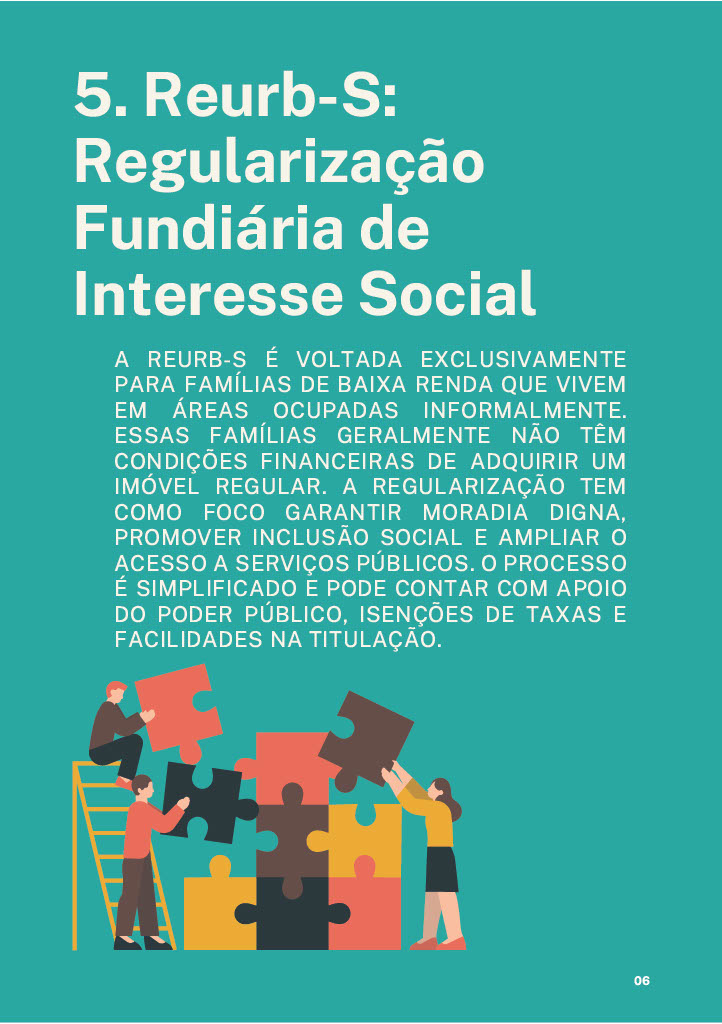 5. Reurb-S:
Regularização
Fundiária de
Interesse Social
A REURB-S É VOLTADA EXCLUSIVAMENTE
PARA FAMÍLIAS DE BAIXA RENDA QUE VIVEM
EM ÁREAS OCUPADAS INFORMALMENTE.
ESSAS FAMÍLIAS GERALMENTE NÃO TÊM
CONDIÇÕES FINANCEIRAS DE ADQUIRIR UM
IMÓVEL REGULAR. A REGULARIZAÇÃO TEM
COMO FOCO GARANTIR MORADIA DIGNA,
PROMOVER INCLUSÃO SOCIAL E AMPLIAR O
ACESSO A SERVIÇOS PÚBLICOS. O PROCESSO
É SIMPLIFICADO E PODE CONTAR COM APOIO
DO PODER PÚBLICO, ISENÇÕES DE TAXAS E
FACILIDADES NA TITULAÇÃO.
06